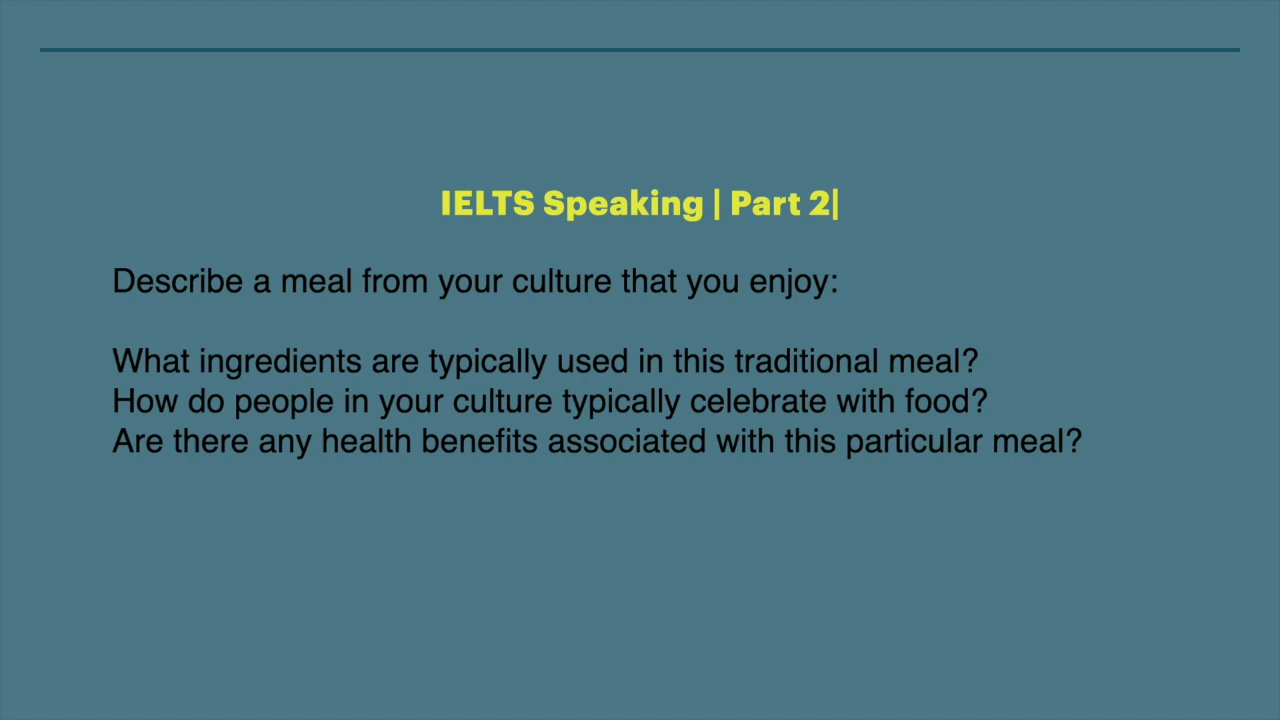 IELTS Speaking | Part 2|
Describe a meal from your culture that you enjoy:
What ingredients are typically used in this traditional meal?
How do people in your culture typically celebrate with food?
Are there any health benefits associated with this particular meal?